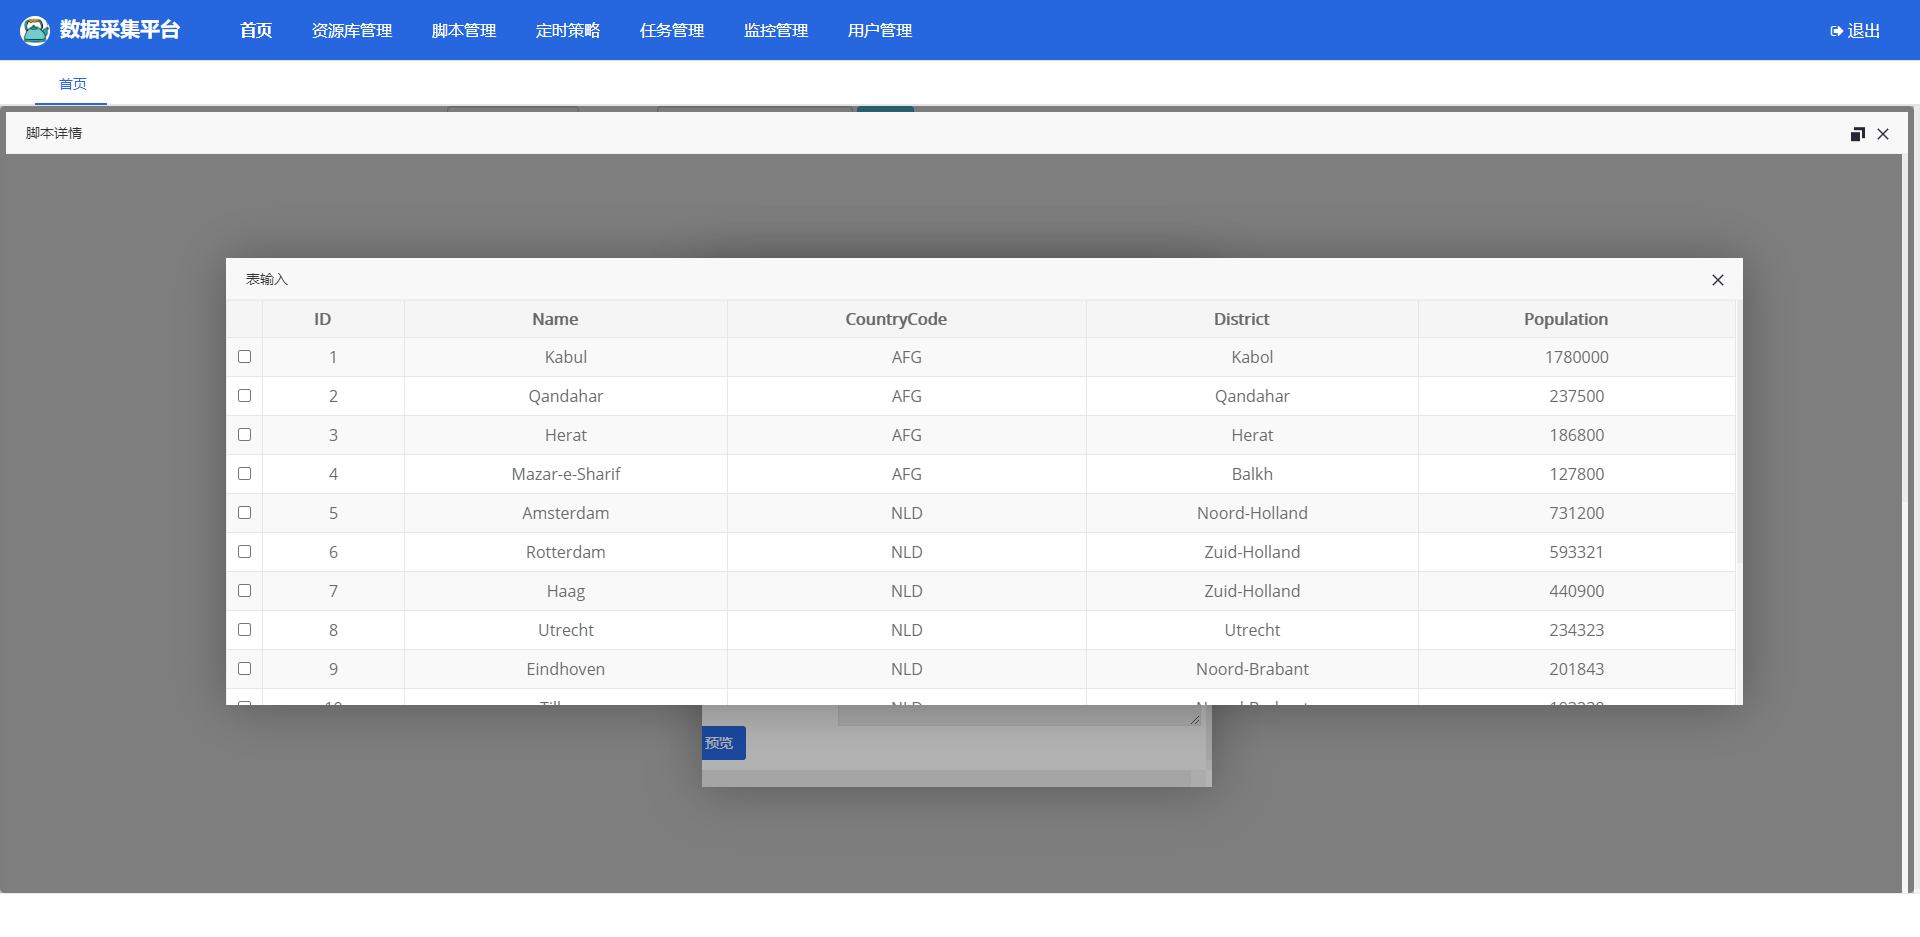 数据采集平台 首页 资源库管理 脚本管理 定时策略 任务管理 监控管理 用户管理 退出
首页
脚本详情
表输入
ID Name CountryCode District Population
1 Kabul AFG Kabol 1780000
2 Qandahar AFG Qandahar 237500
3 Herat AFG Herat 186800
4 Mazar-e-Sharif AFG Balkh 127800
5 Amsterdam NLD Noord-Holland 731200
6 Rotterdam NLD Zuid-Holland 593321
7 Haag NLD Zuid-Holland 440900
8 Utrecht NLD Utrecht 234323
9 Eindhoven NLD Noord-Brabant 201843
预览